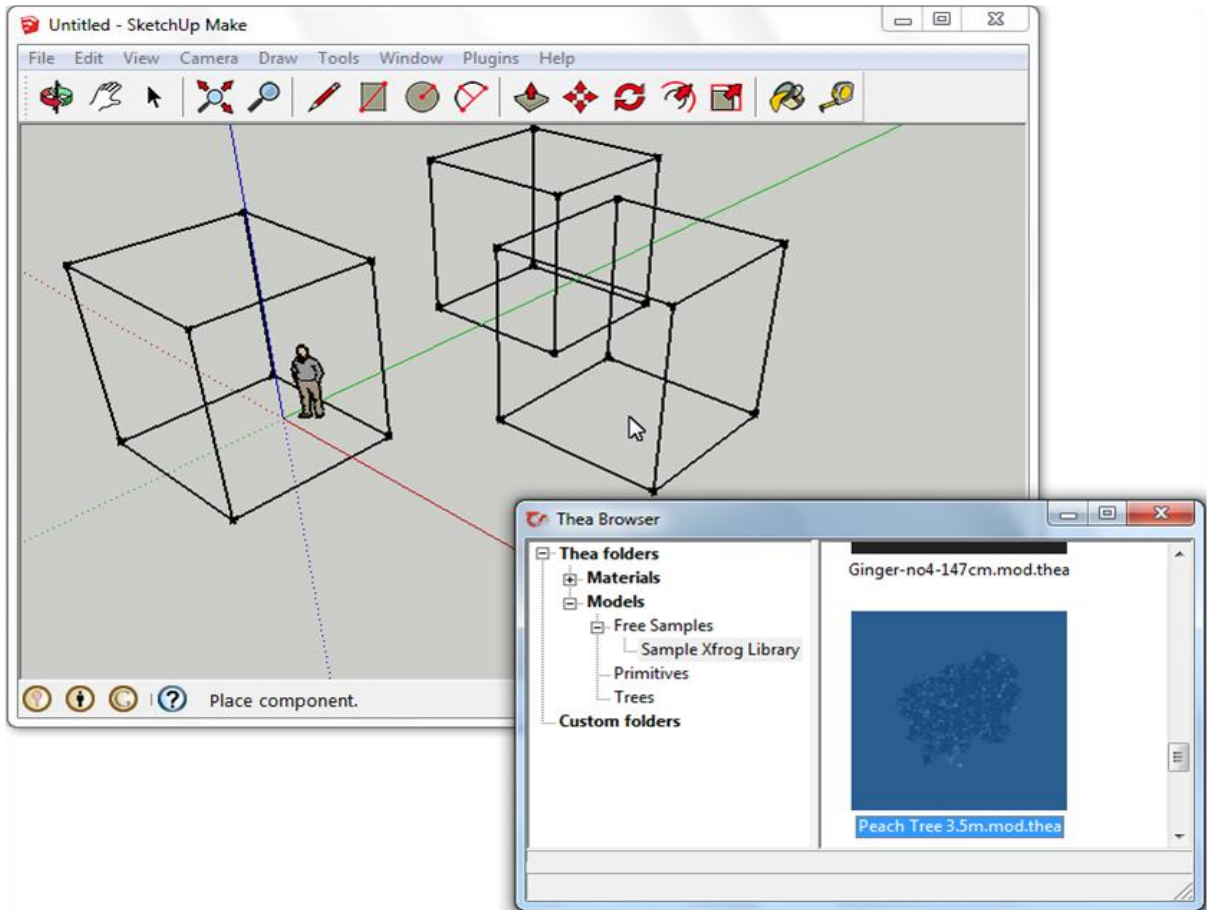 Untitled - SketchUp Make
File Edit View Camera Draw Tools Window Plugins Help
Place component.
Thea Browser
Thea folders
Materials
Models
Free Samples
Sample Xfrog Library
Primitives
Trees
Custom folders
Ginger-no4-147cm.mod.thea
Peach Tree 3.5m.mod.thea